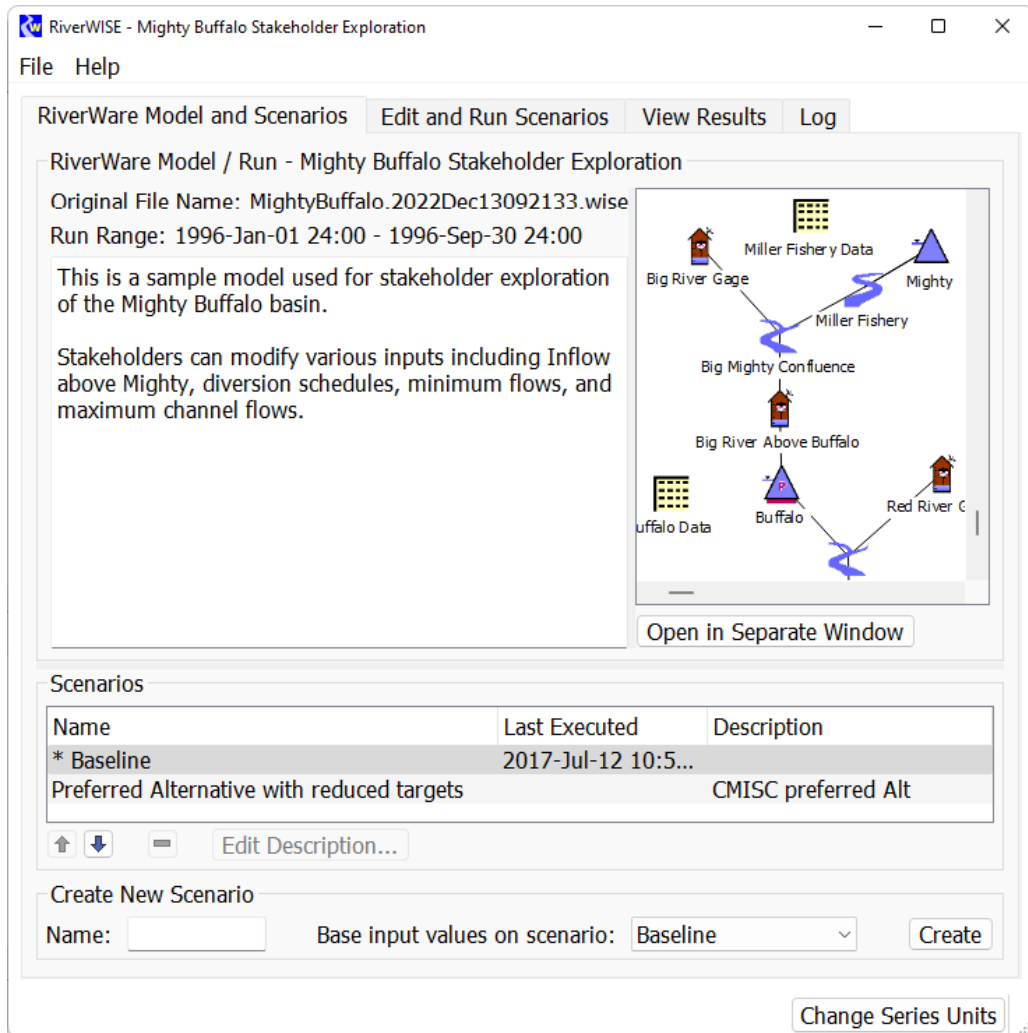 RiverWISE - Mighty Buffalo Stakeholder Exploration
File Help
RiverWare Model and Scenarios Edit and Run Scenarios View Results Log
RiverWare Model / Run - Mighty Buffalo Stakeholder Exploration
Original File Name: MightyBuffalo.2022Dec13092133.wise
Run Range: 1996-Jan-01 24:00 - 1996-Sep-30 24:00
This is a sample model used for stakeholder exploration
of the Mighty Buffalo basin.
Stakeholders can modify various inputs including Inflow
above Mighty, diversion schedules, minimum flows, and
maximum channel flows.
Miller Fishery Data
Big River Gage
Mighty
Miller Fishery
Big Mighty Confluence
Big River Above Buffalo
Buffalo
Red River G
uffalo Data
Open in Separate Window
Scenarios
Name Last Executed Description
* Baseline 2017-Jul-12 10:5...
Preferred Alternative with reduced targets CMISC preferred Alt
Edit Description...
Create New Scenario
Name: Base input values on scenario: Baseline Create
Change Series Units